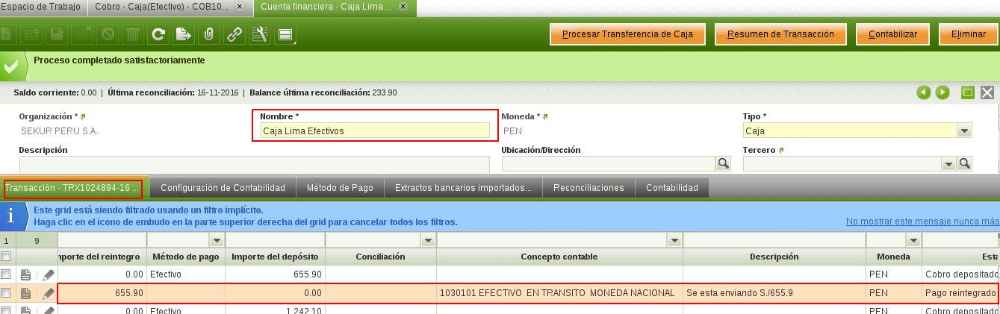 Espacio de Trabajo Cobro - Caja(Efectivo) - COB10... Cuenta financiera - Caja Lima ...
Procesar Transferencia de Caja Resumen de Transacción Contabilizar Eliminar
Proceso completado satisfactoriamente
Saldo corriente: 0.00 | Última reconciliación: 16-11-2016 | Balance última reconciliación: 233.90
Organización * Nombre * Moneda * Tipo *
SEKUR PERU S.A. Caja Lima Efectivos PEN Caja
Descripción Ubicación/Dirección Tercero
Transacción - TRX1024894-16 ... Configuración de Contabilidad Método de Pago Extractos bancarios importados... Reconciliaciones Contabilidad
i Este grid está siendo filtrado usando un filtro implícito.
Haga clic en el icono de embudo en la parte superior derecha del grid para cancelar todos los filtros. No mostrar este mensaje nunca más
1 9
nporte del reintegro Método de pago Importe del depósito Conciliación Concepto contable Descripción Moneda Esta
0.00 Efectivo 655.90 PEN Cobro depositado
655.90 0.00 1030101 EFECTIVO EN TRANSITO MONEDA NACIONAL Se esta enviando S./655.9 PEN Pago reintegrado
0.00 Efectivo 1,242.10 PEN Cobro depositado